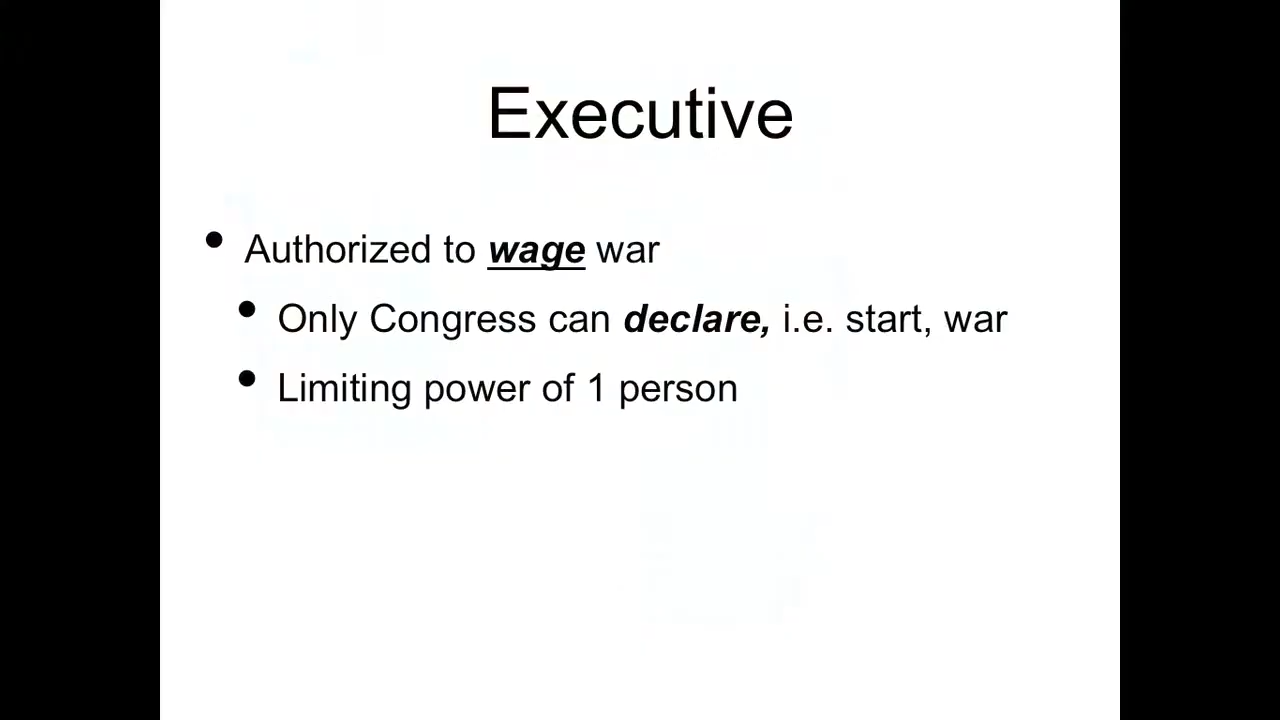 Executive
• Authorized to wage war
• Only Congress can declare, i.e. start, war
• Limiting power of 1 person